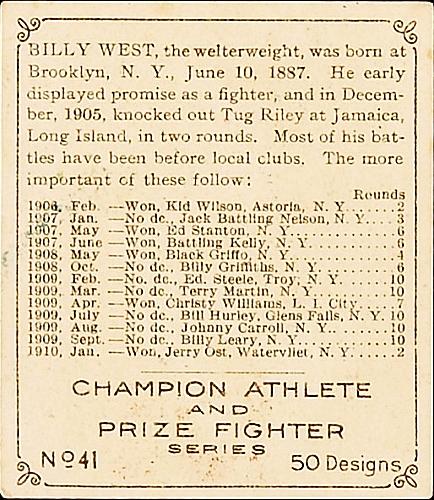 BILLY WEST, the welterweight, was born at
Brooklyn, N. Y., June 10, 1887. He early
displayed promise as a fighter, and in Decem-
ber, 1905, knocked out Tug Riley at Jamaica,
Long Island, in two rounds. Most of his bat-
tles have been before local clubs. The more
important of these follow:
Rounds
1906, Feb. —Won, Kid Wilson, Astoria, N. Y......2
1907, Jan. —No dc., Jack Battling Nelson, N. Y....3
1907, May —Won, Ed Stanton, N. Y...............6
1907, June —Won, Battling Kelly, N. Y............6
1908, May —Won, Black Griffo, N. Y..............4
1908, Oct. —No dc., Billy Griffiths, N. Y..........6
1909, Feb. —No dc., Ed. Steele, Troy, N. Y........10
1909, Mar. —No dc., Terry Martin, N. Y..........10
1909, Apr. —Won, Christy Williams, L. I. City.....7
1909, July —No dc., Bill Hurley, Glens Falls, N. Y. 10
1909, Aug. —No dc., Johnny Carroll, N. Y.........10
1909, Sept. —No dc., Billy Leary, N. Y............10
1910, Jan. —Won, Jerry Ost, Watervliet, N. Y......2
CHAMPION ATHLETE
AND
PRIZE FIGHTER
SERIES
No 41 50 Designs